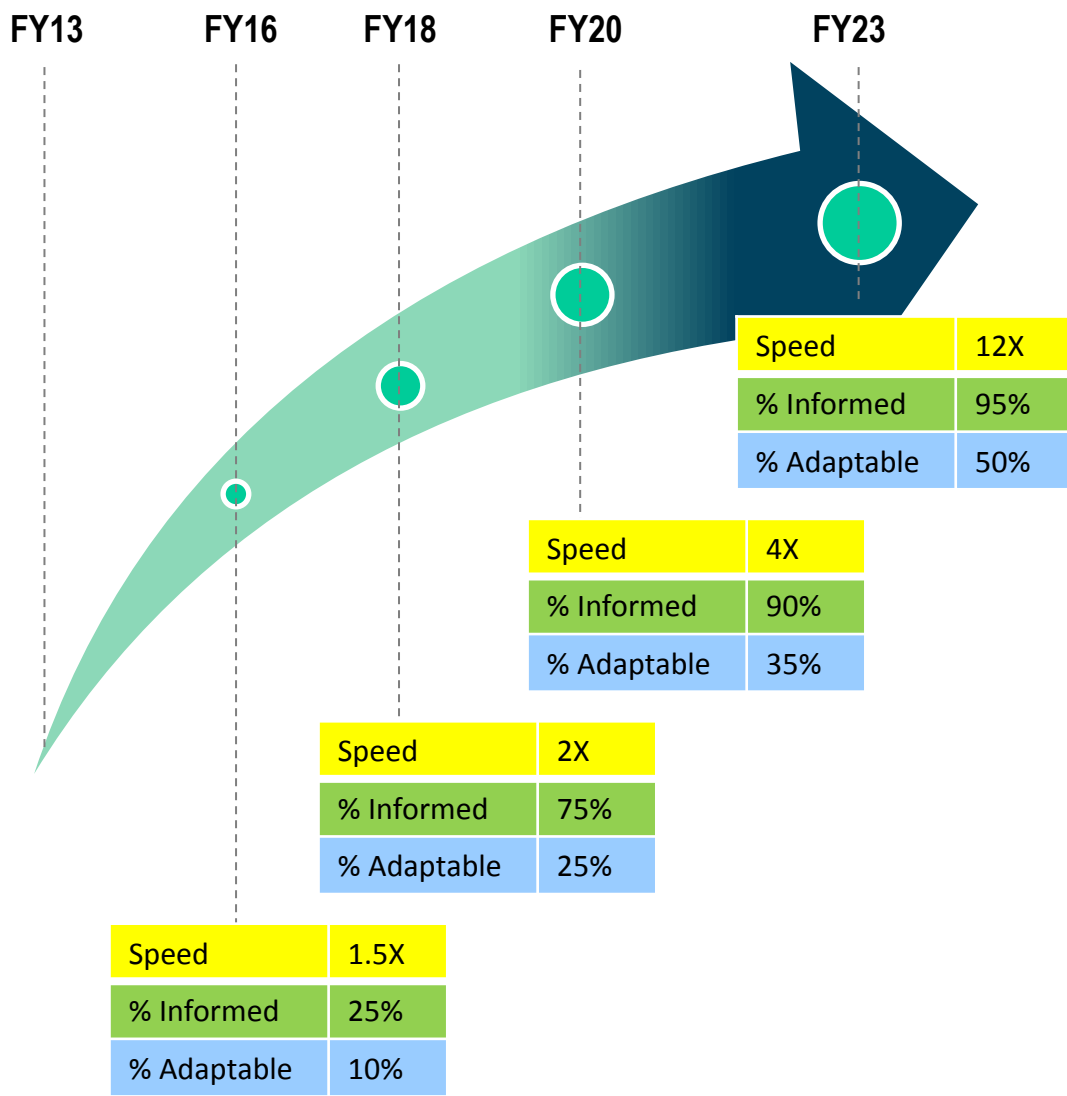 FY13 FY16 FY18 FY20 FY23
Speed 12X
% Informed 95%
% Adaptable 50%
Speed 4X
% Informed 90%
% Adaptable 35%
Speed 2X
% Informed 75%
% Adaptable 25%
Speed 1.5X
% Informed 25%
% Adaptable 10%